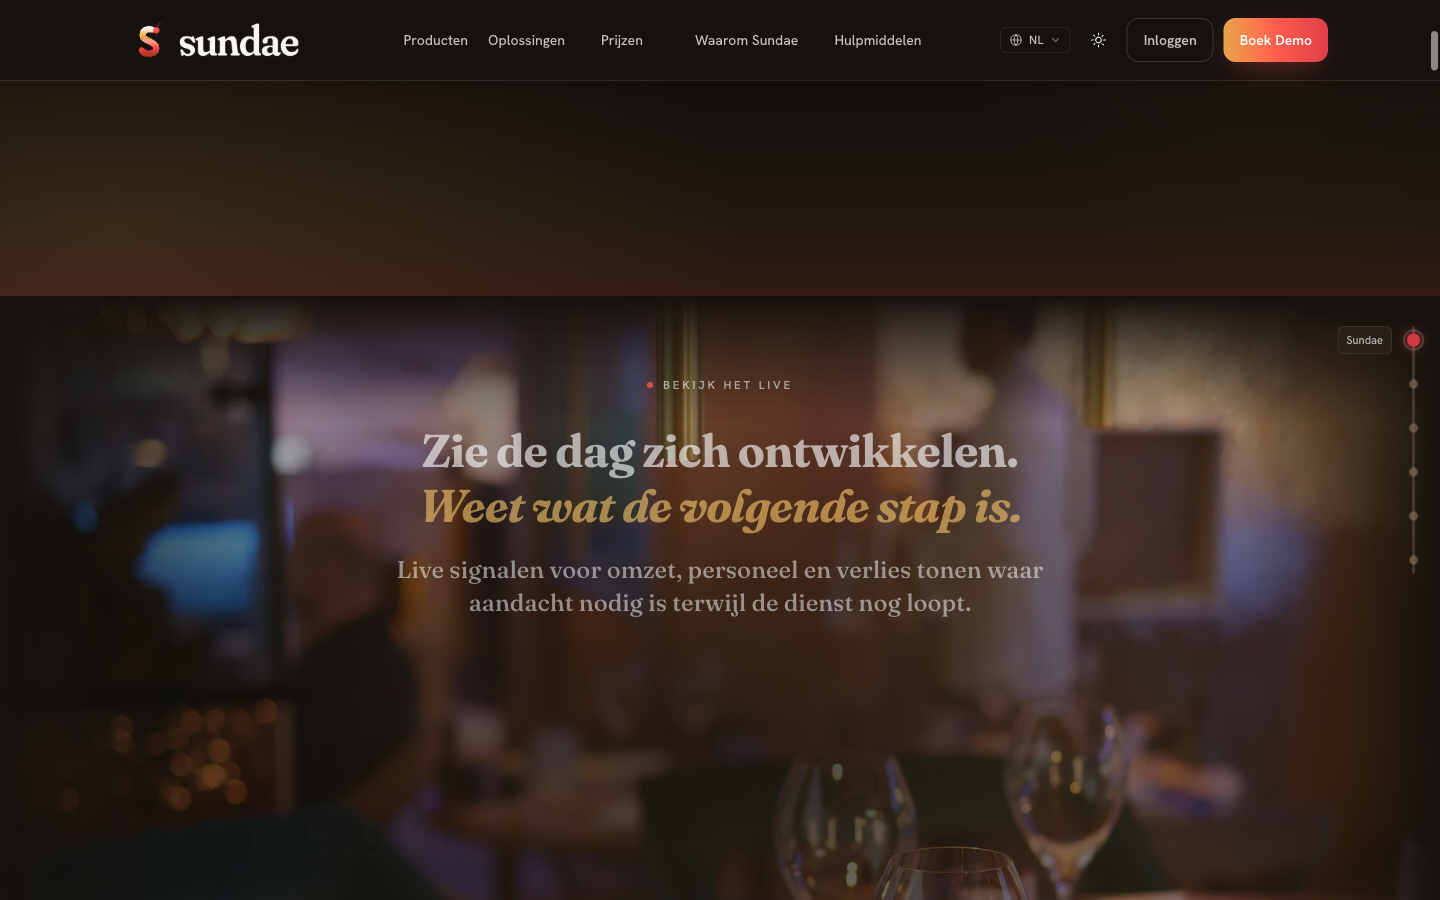 sundae
Producten
Oplossingen
Prijzen
Waarom Sundae
Hulpmiddelen
NL
Inloggen
Boek Demo
Sundae
BEKIJK HET LIVE
Zie de dag zich ontwikkelen.
Weet wat de volgende stap is.
Live signalen voor omzet, personeel en verlies tonen waar
aandacht nodig is terwijl de dienst nog loopt.